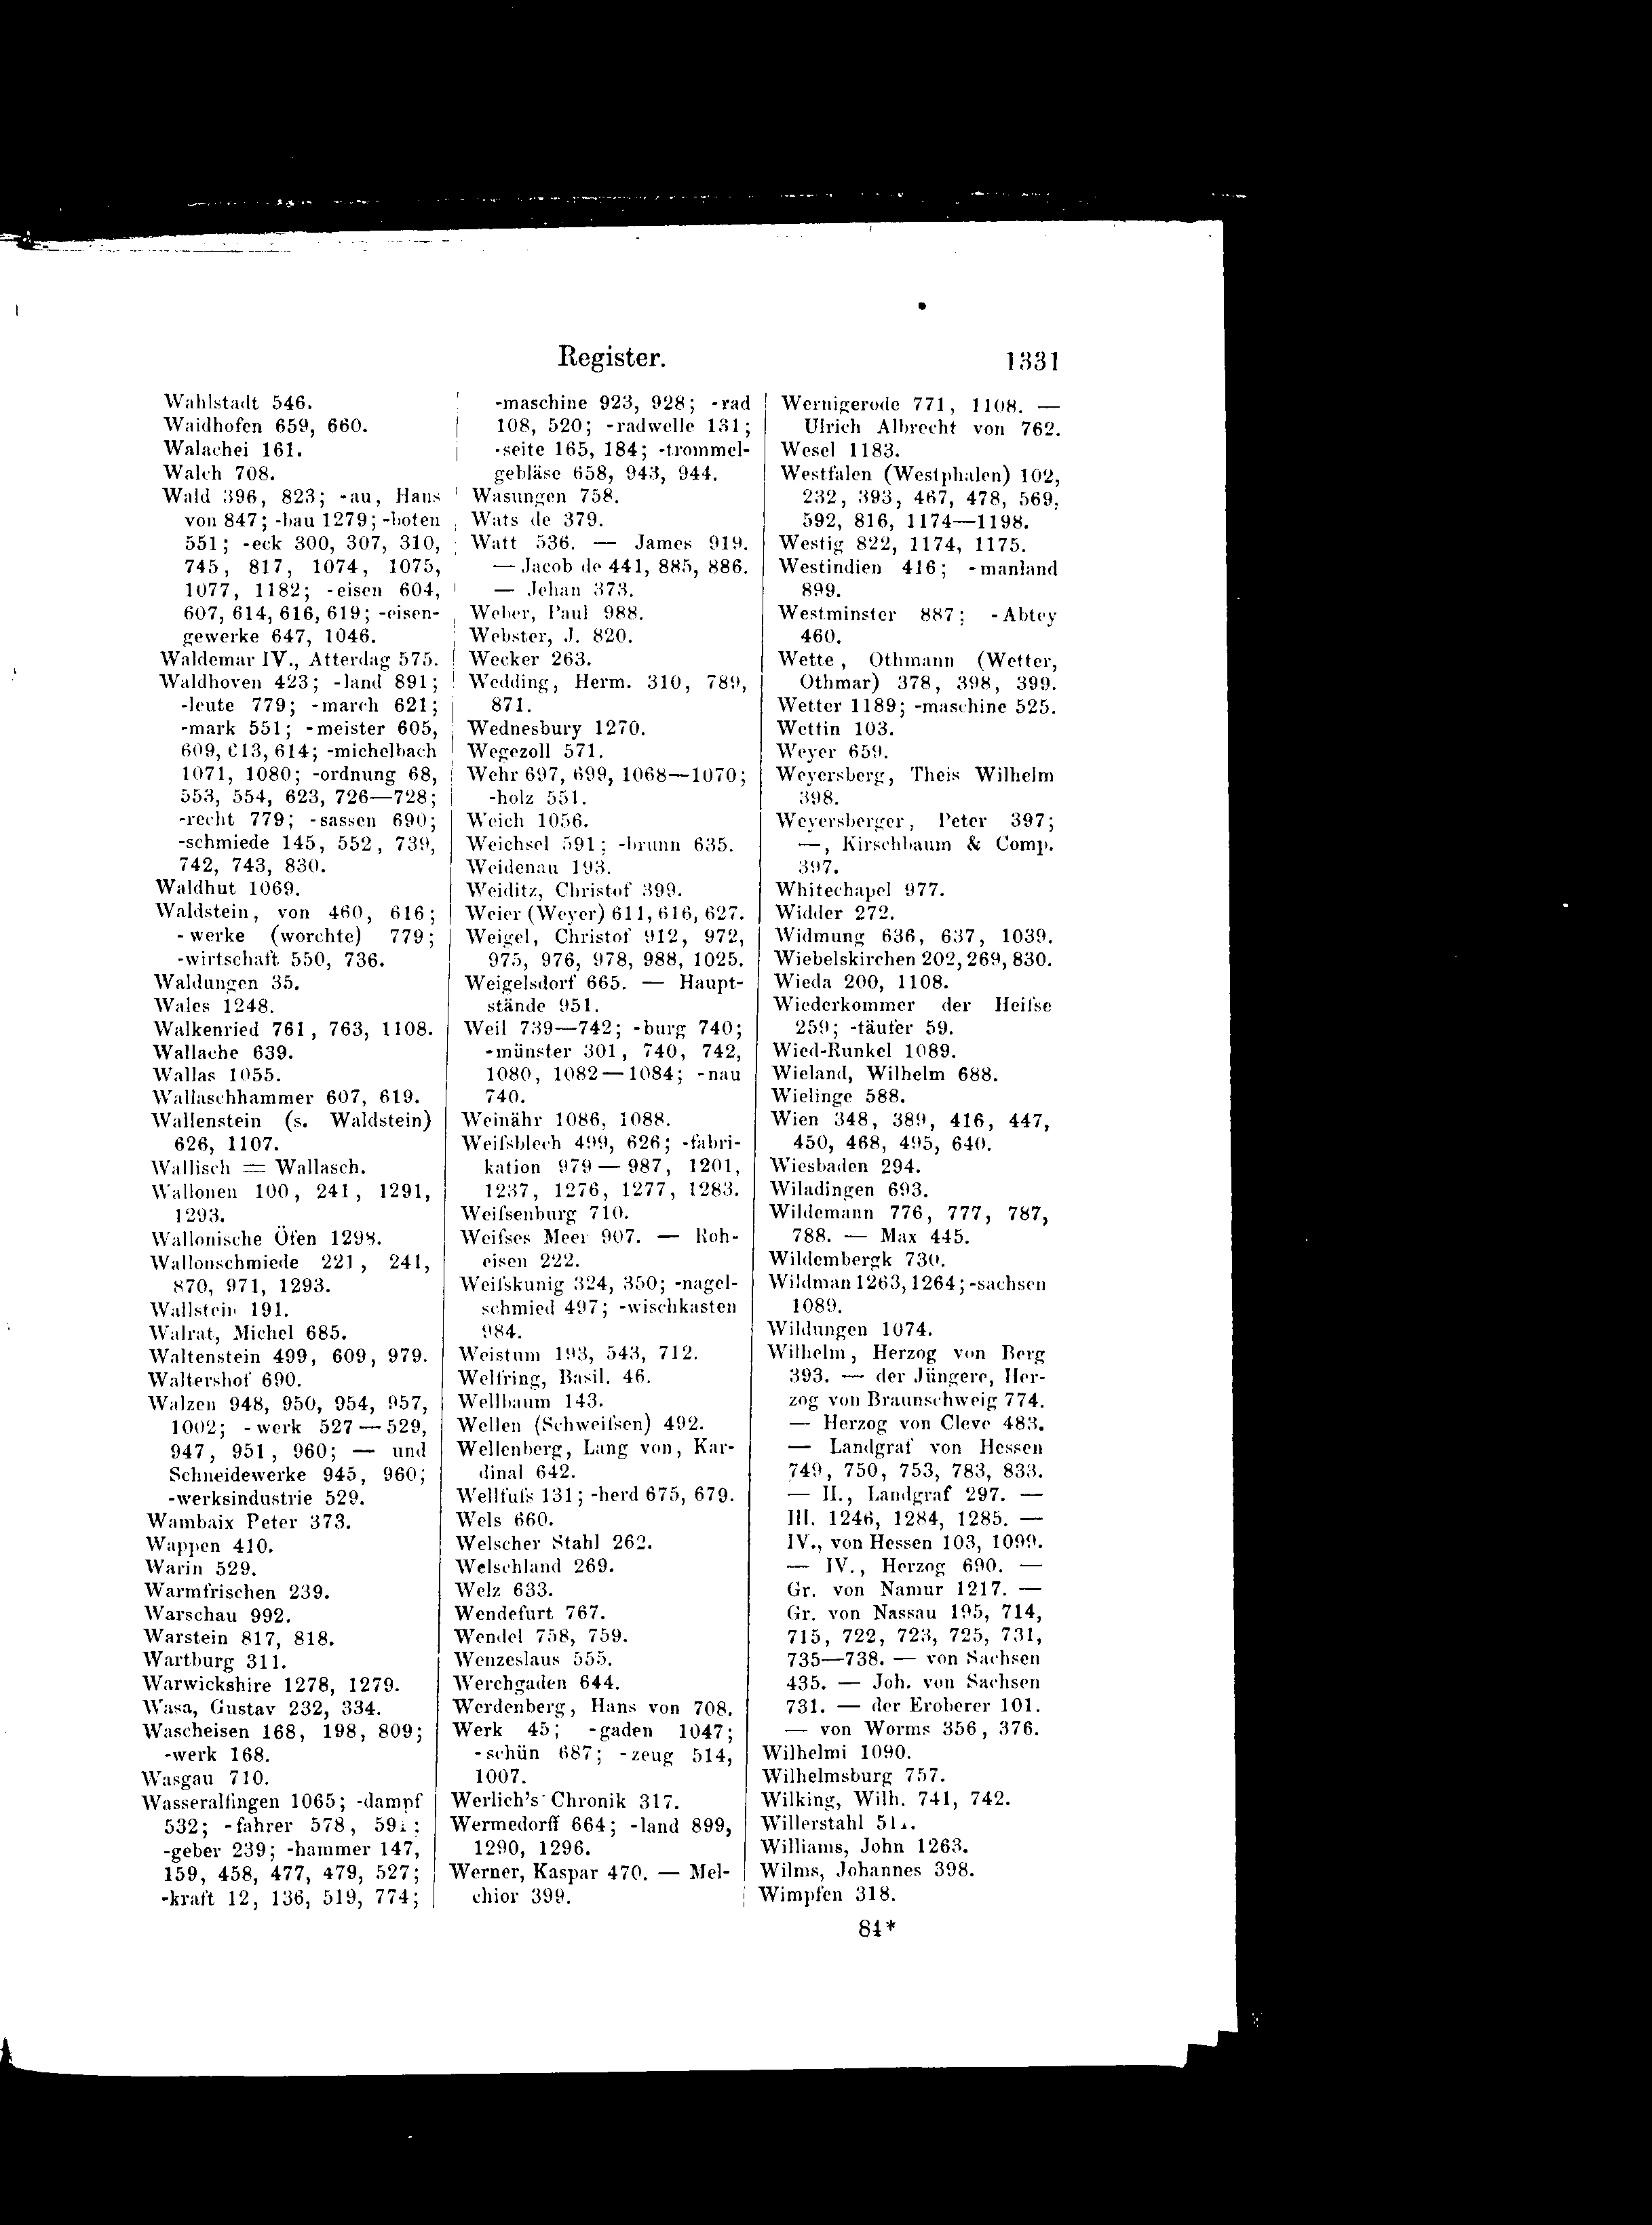 Register.
1331
Wahlstadt 546.
Waidhofen 659, 660.
Walachei 161.
Walch 708.
Wald 396, 823; -au, Hans
von 847; -bau 1279; -boten
551; -eck 300, 307, 310,
745, 817, 1074, 1075,
1077, 1182; -eisen 604,
607, 614, 616, 619; -eisen-
gewerke 647, 1046.
Waldemar IV., Atterdag 575.
Waldhoven 423; -land 891;
-leute 779; -march 621;
-mark 551; -meister 605,
609, 613, 614; -michelbach
1071, 1080; -ordnung 68,
553, 554, 623, 726—728;
-recht 779; -sassen 690;
-schmiede 145, 552, 739,
742, 743, 830.
Waldhut 1069.
Waldstein, von 460, 616;
-werke (worchte) 779;
-wirtschaft 550, 736.
Waldungen 35.
Wales 1248.
Walkenried 761, 763, 1108.
Wallache 639.
Wallas 1055.
Wallaschhammer 607, 619.
Wallenstein (s. Waldstein)
626, 1107.
Wallisch = Wallasch.
Wallonen 100, 241, 1291,
1293.
Wallonische Öfen 1298.
Wallonschmiede 221, 241,
870, 971, 1293.
Wallstein 191.
Walrat, Michel 685.
Waltenstein 499, 609, 979.
Waltershof 690.
Walzen 948, 950, 954, 957,
1002; -werk 527—529,
947, 951, 960; — und
Schneidewerke 945, 960;
-werksindustrie 529.
Wambaix Peter 373.
Wappen 410.
Warin 529.
Warmfrischen 239.
Warschau 992.
Warstein 817, 818.
Wartburg 311.
Warwickshire 1278, 1279.
Wasa, Gustav 232, 334.
Wascheisen 168, 198, 809;
-werk 168.
Wasgau 710.
Wasseralfingen 1065; -dampf
532; -fahrer 578,
-geber 239; -hammer 147,
159, 458, 477, 479, 527;
-kraft 12, 136, 519, 774;
-maschine 923, 928; -rad
108, 520; -radwelle 131;
-seite 165, 184; -trommel-
gebläse 658, 943, 944.
Wasungen 758.
Wats de 379.
Watt 536. — James 919.
— Jacob de 441, 885, 886.
— Jehan 373.
Weber, Paul 988.
Webster, J. 820.
Wecker 263.
Wedding, Herm. 310, 789,
871.
Wednesbury 1270.
Wegezoll 571.
Wehr 697, 699, 1068—1070;
-holz 551.
Weich 1056.
Weichsel 591; -brunn 635.
Weidenau 193.
Weiditz, Christof 399.
Weier (Weyer) 611, 616, 627.
Weigel, Christof 912, 972,
975, 976, 978, 988, 1025.
Weigelsdorf 665. — Haupt-
stände 951.
Weil 739—742; -burg 740;
-münster 301, 740, 742,
1080, 1082—1084; -nau
740.
Weinähr 1086, 1088.
Weiſsblech 499, 626; -fabri-
kation 979—987, 1201,
1237, 1276, 1277, 1283.
Weiſsenburg 710.
Weiſses Meer 907. — Roh-
eisen 222.
Weiſskunig 324, 350; -nagel-
schmied 497; -wischkasten
984.
Weistum 193, 543, 712.
Welfring, Basil. 46.
Wellbaum 143.
Wellen (Schweiſsen) 492.
Wellenberg, Lang von, Kar-
dinal 642.
Wellfuſs 131; -herd 675, 679.
Wels 660.
Welscher Stahl 262.
Welschland 269.
Welz 633.
Wendefurt 767.
Wendel 758, 759.
Wenzeslaus 555.
Werchgaden 644.
Werdenberg, Hans von 708.
Werk 45; -gaden 1047;
-schün 687; -zeug 514,
1007.
Werlich's Chronik 317.
Wermedorff 664; -land 899,
1290, 1296.
Werner, Kaspar 470. — Mel-
chior 399.
Wernigerode 771, 1108. —
Ulrich Albrecht von 762.
Wesel 1183.
Westfalen (Westphalen) 102,
232, 393, 467, 478, 569,
592, 816, 1174—1198.
Westig 822, 1174, 1175.
Westindien 416; -manland
899.
Westminster 887; -Abtey
460.
Wette, Othmann (Wetter,
Othmar) 378, 398, 399.
Wetter 1189; -maschine 525.
Wettin 103.
Weyer 659.
Weyersberg, Theis Wilhelm
398.
Weyersberger, Peter 397;
—, Kirschbaum & Comp.
397.
Whitechapel 977.
Widder 272.
Widmung 636, 637, 1039.
Wiebelskirchen 202, 269, 830.
Wieda 200, 1108.
Wiederkommer der Heiſse
259; -täufer 59.
Wied-Runkel 1089.
Wieland, Wilhelm 688.
Wielinge 588.
Wien 348, 389, 416, 447,
450, 468, 495, 640.
Wiesbaden 294.
Wiladingen 693.
Wildemann 776, 777, 787,
788. — Max 445.
Wildembergk 730.
Wildman 1263, 1264; -sachsen
1089.
Wildungen 1074.
Wilhelm, Herzog von Berg
393. — der Jüngere, Her-
zog von Braunschweig 774.
— Herzog von Cleve 483.
— Landgraf von Hessen
749, 750, 753, 783, 833.
— II., Landgraf 297. —
III. 1246, 1284, 1285. —
IV., von Hessen 103, 1099.
— IV., Herzog 690. —
Gr. von Namur 1217. —
Gr. von Nassau 195, 714,
715, 722, 723, 725, 731,
735—738. — von Sachsen
435. — Joh. von Sachsen
731. — der Eroberer 101.
— von Worms 356, 376.
Wilhelmi 1090.
Wilhelmsburg 757.
Wilking, Wilh. 741, 742.
Willerstahl
Williams, John 1263.
Wilms, Johannes 398.
Wimpfen 318.
84*